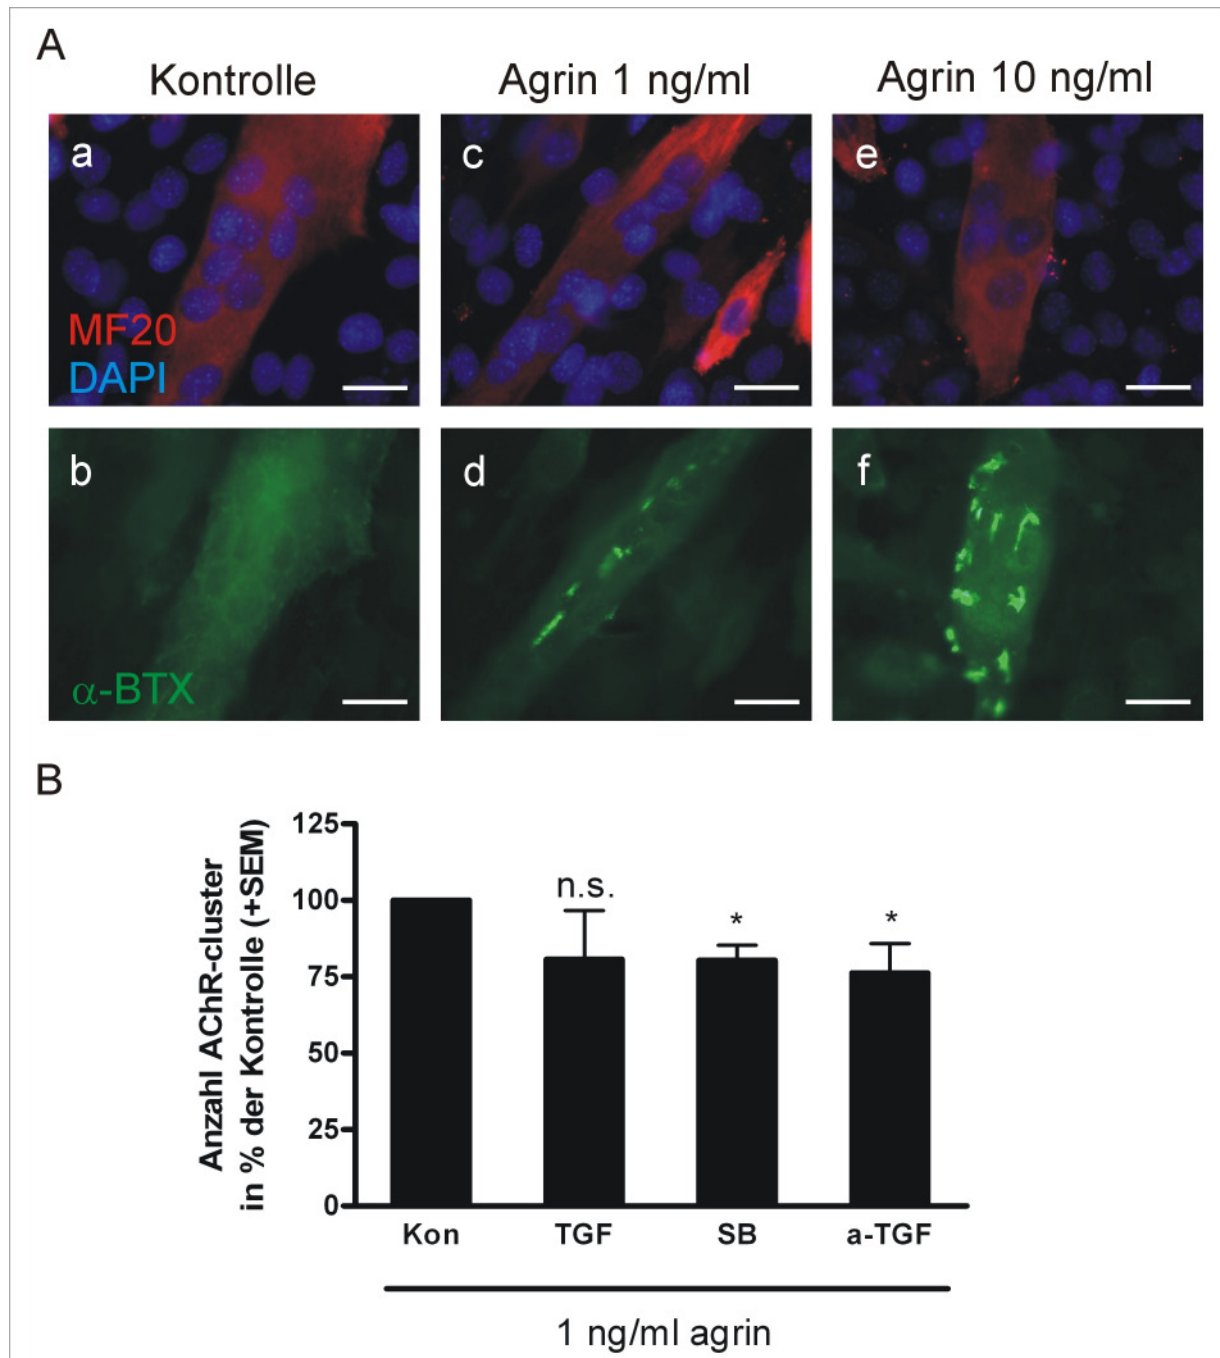 A
Kontrolle
Agrin 1 ng/ml
Agrin 10 ng/ml
a
c
e
MF20
DAPI
b
d
f
α-BTX
B
Anzahl AChR-cluster
in % der Kontrolle (+SEM)
125
100
75
50
25
0
n.s.
*
*
Kon
TGF
SB
a-TGF
1 ng/ml agrin